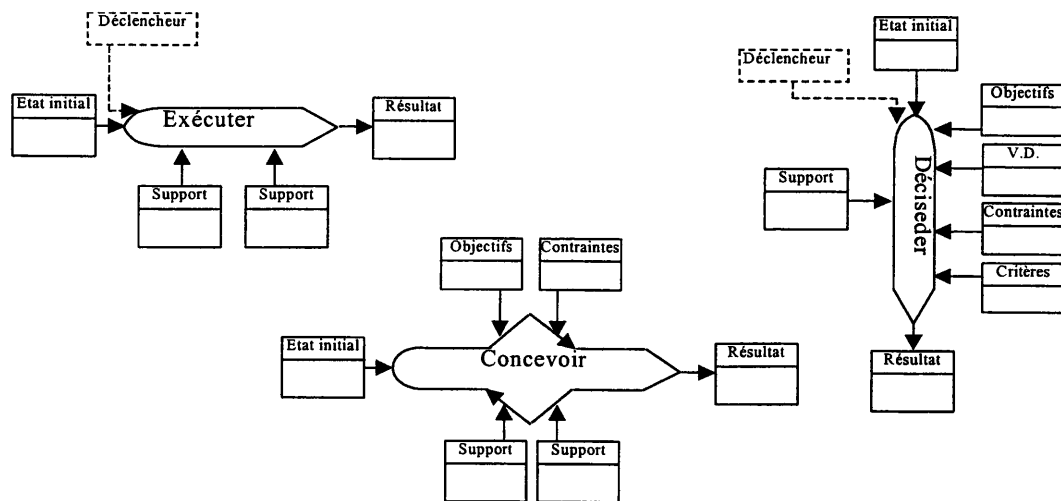 Déclencheur
Etat initial
Exécuter
Résultat
Support
Support
Etat initial
Déclencheur
Objectifs
V.D.
Support
Déciseder
Contraintes
Critères
Résultat
Objectifs
Contraintes
Etat initial
Concevoir
Résultat
Support
Support